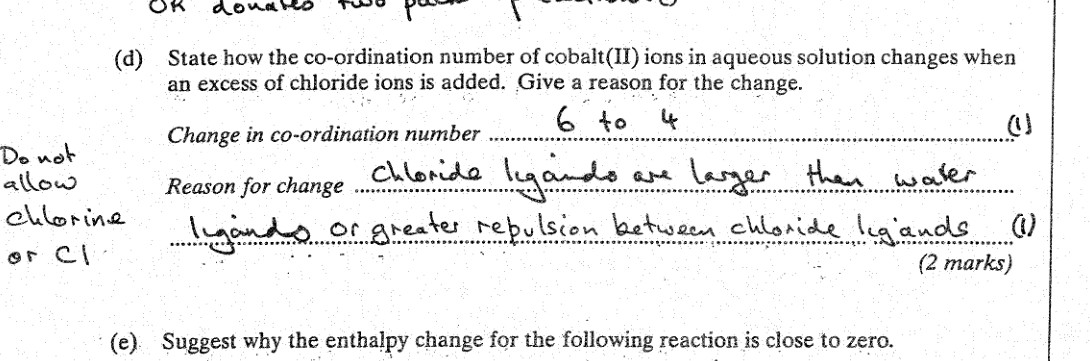 OR donates two
(d) State how the co-ordination number of cobalt(II) ions in aqueous solution changes when
an excess of chloride ions is added. Give a reason for the change.
Change in co-ordination number 6 to 4 (1)
Do not
allow
chlorine
or Cl
Reason for change chloride ligands are larger than water
ligands or greater repulsion between chloride ligands (1)
(2 marks)
(e) Suggest why the enthalpy change for the following reaction is close to zero.